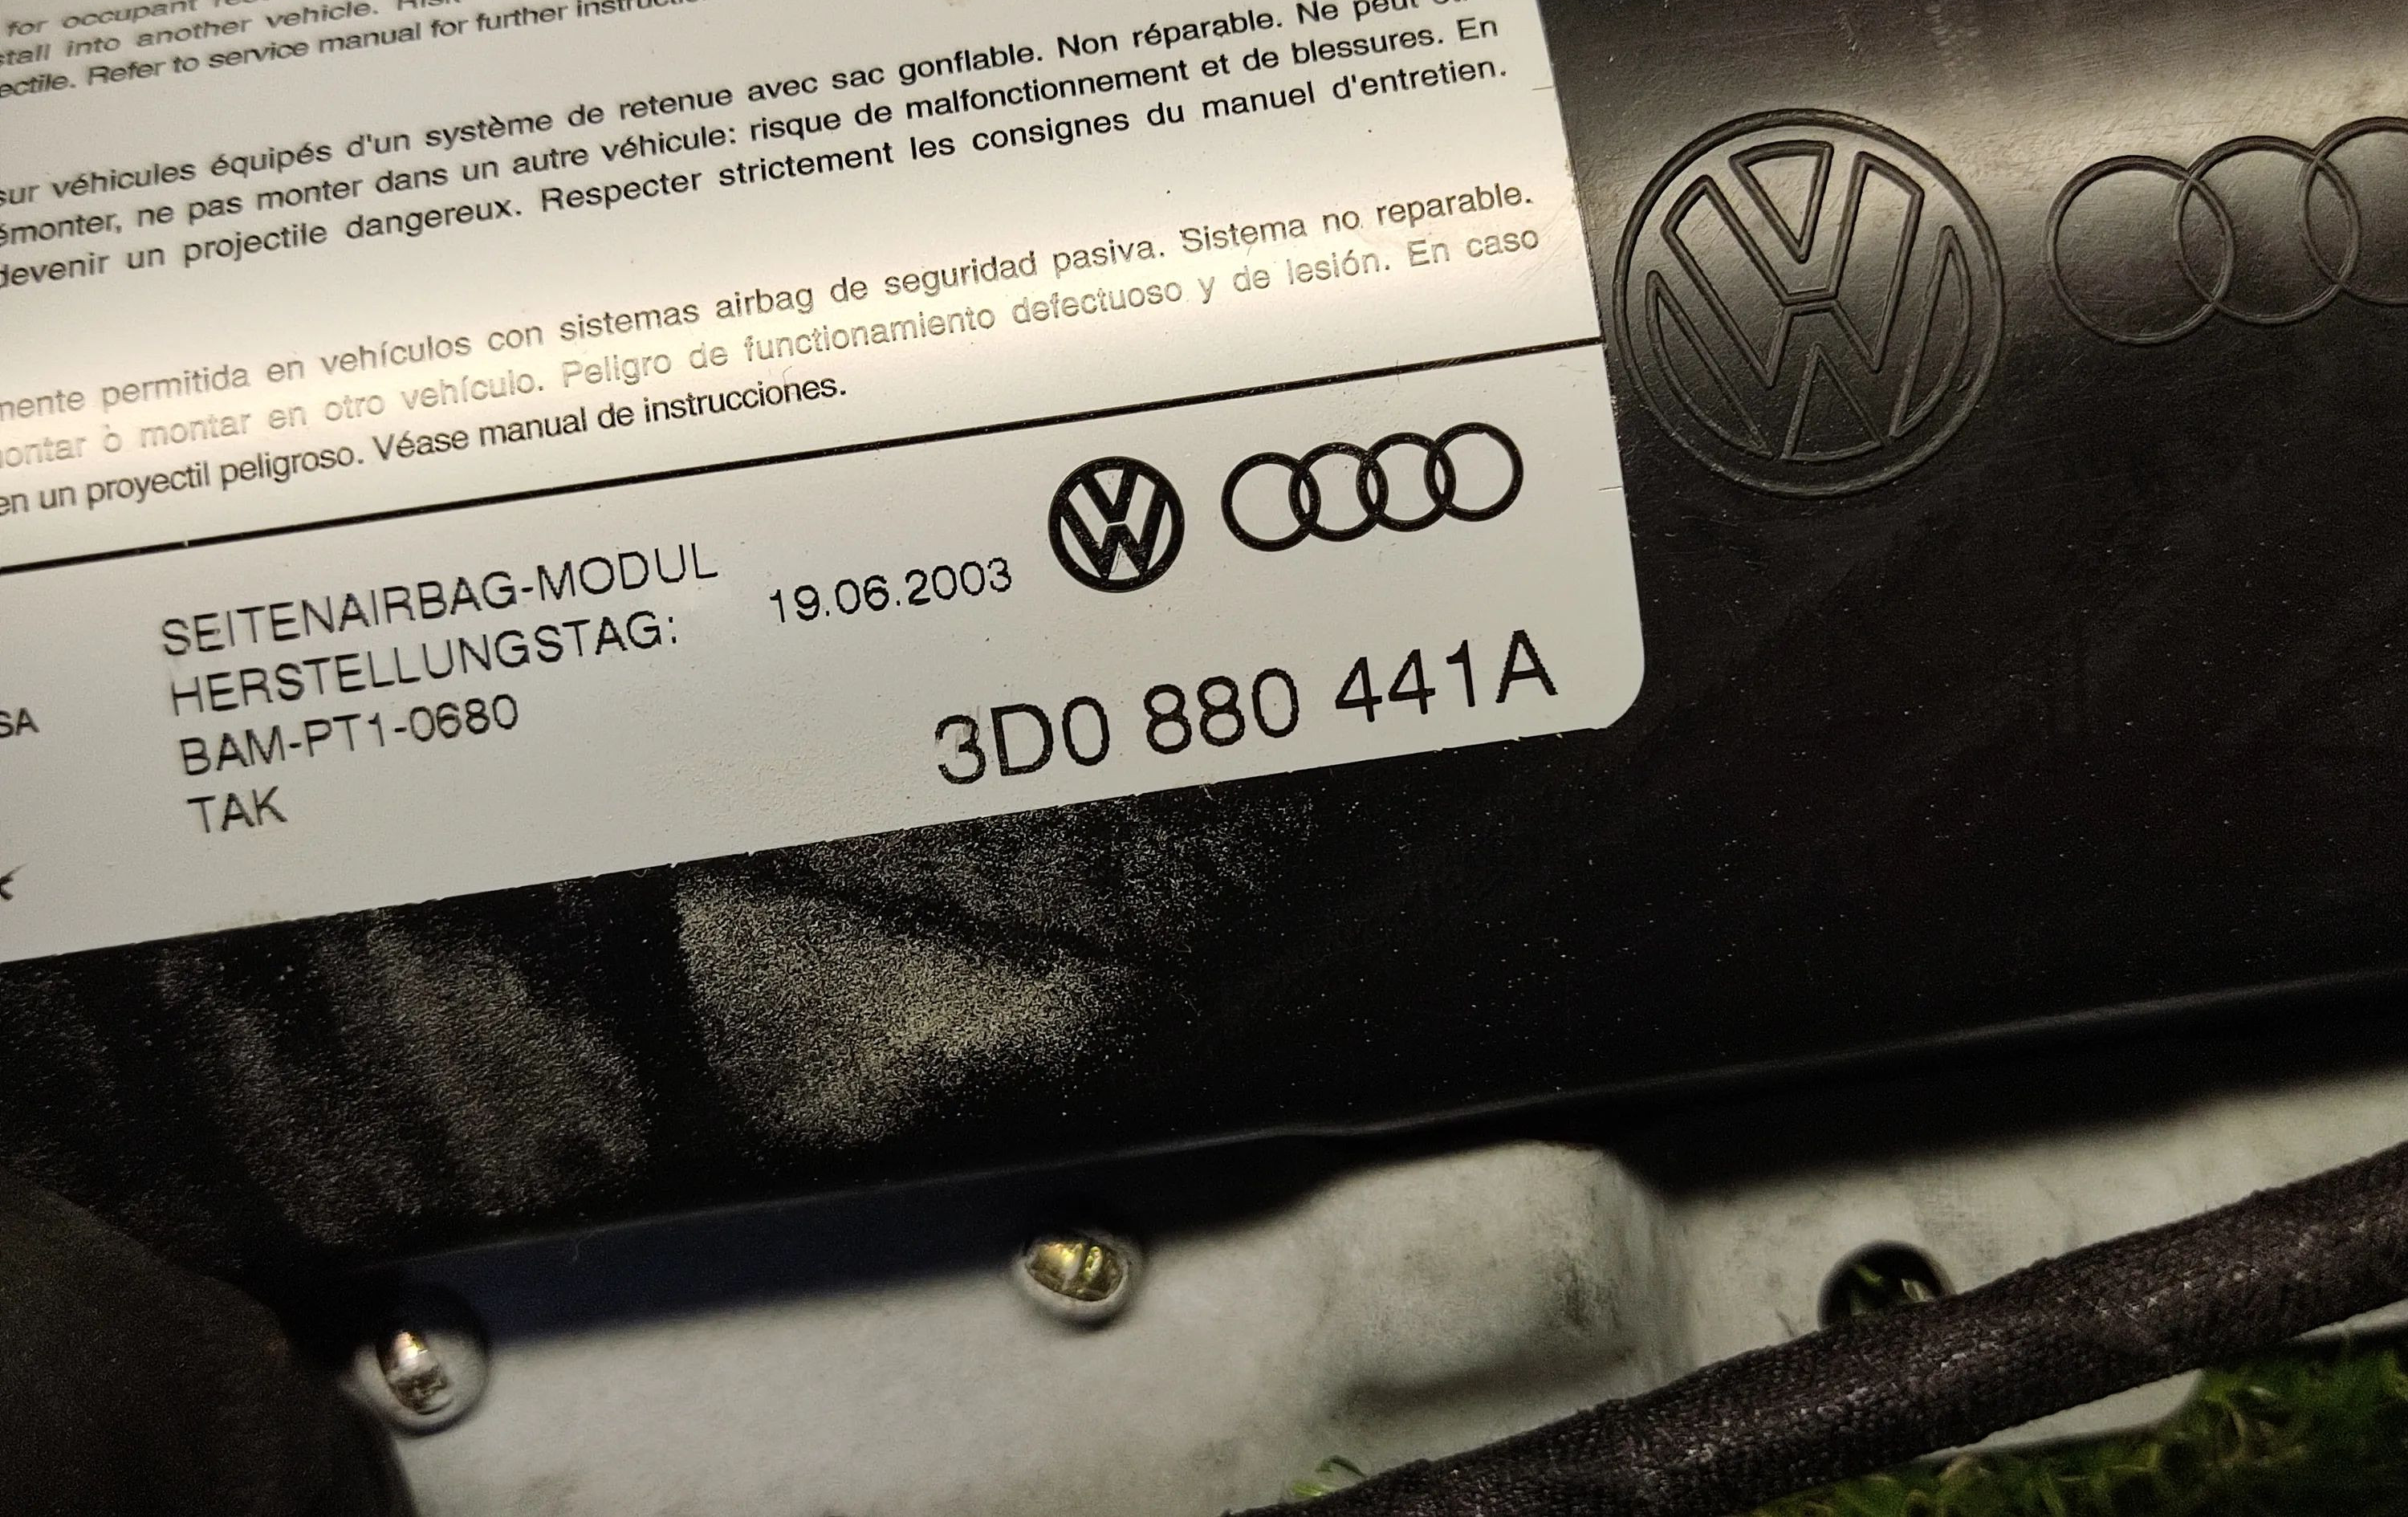 for occupant
stall into another vehicle.
ectile. Refer to service manual for further
sur véhicules équipés d'un système de retenue avec sac gonflable. Non réparable. Ne peut
émonter, ne pas monter dans un autre véhicule: risque de malfonctionnement et de blessures. En
devenir un projectile dangereux. Respecter strictement les consignes du manuel d'entretien.
mente permitida en vehículos con sistemas airbag de seguridad pasiva. Sistema no reparable.
ontar ò montar en otro vehículo. Peligro de functionamiento defectuoso y de lesión. En caso
en un proyectil peligroso. Véase manual de instrucciones.
SEITENAIRBAG-MODUL
HERSTELLUNGSTAG: 19.06.2003
SA BAM-PT1-0680
TAK
3D0 880 441A